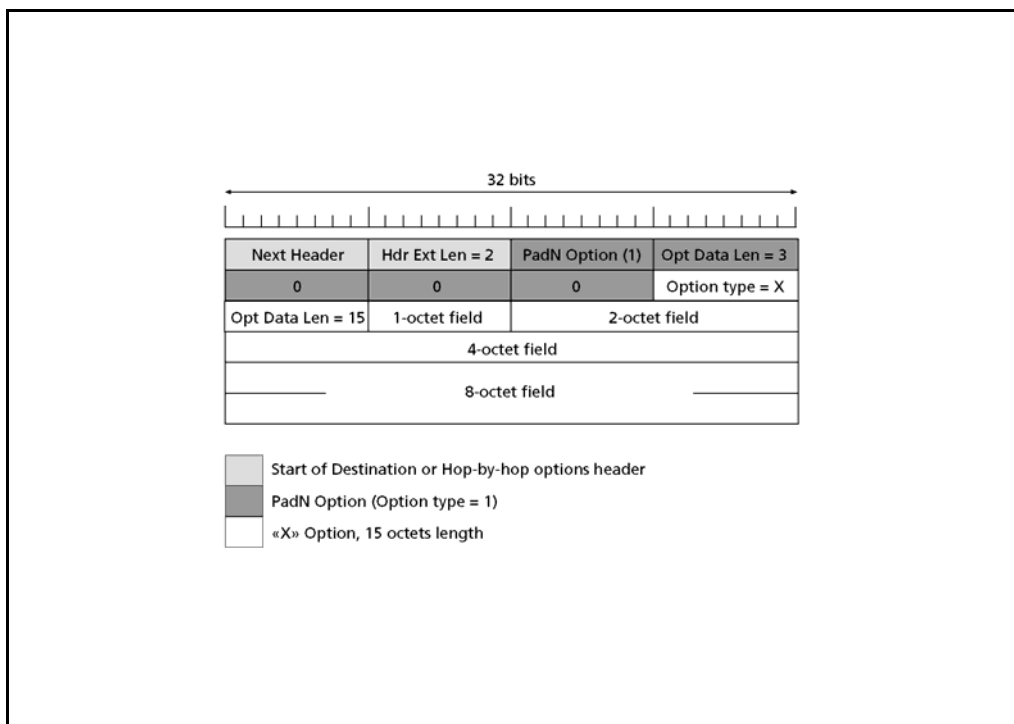 32 bits
Next Header Hdr Ext Len = 2 PadN Option (1) Opt Data Len = 3
0 0 0 Option type = X
Opt Data Len = 15 1-octet field 2-octet field
4-octet field
8-octet field
Start of Destination or Hop-by-hop options header
PadN Option (Option type = 1)
«X» Option, 15 octets length